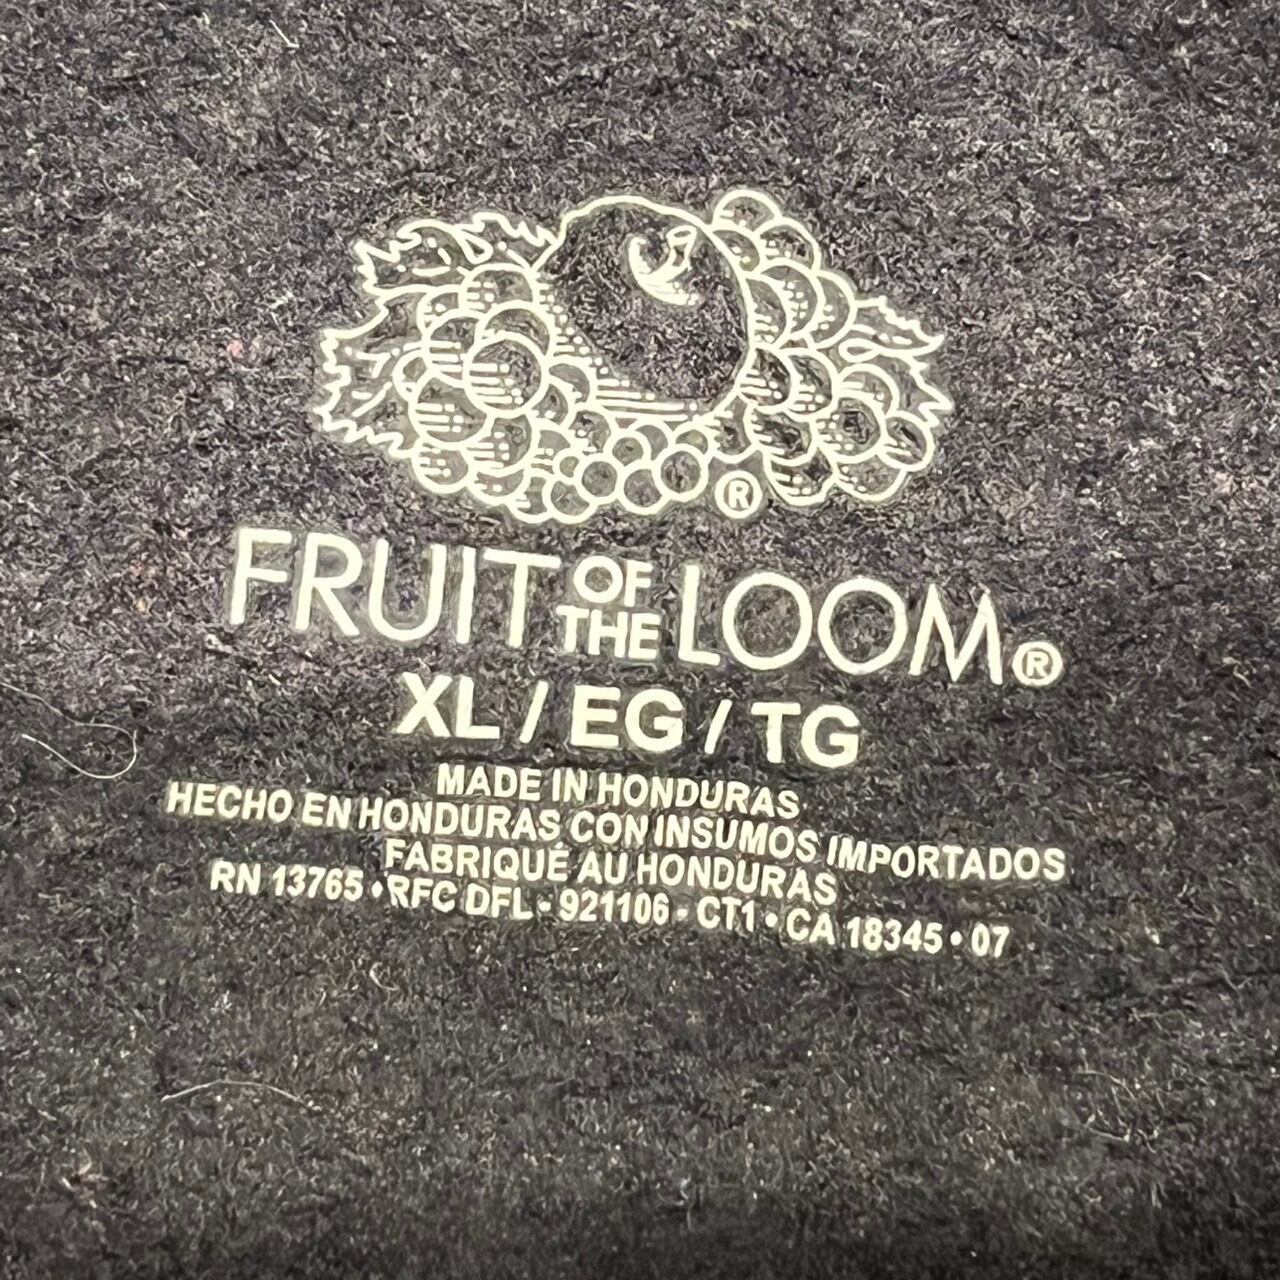 ®
FRUIT OF THE LOOM®
XL / EG / TG
MADE IN HONDURAS
HECHO EN HONDURAS CON INSUMOS IMPORTADOS
FABRIQUÉ AU HONDURAS
RN 13765 • RFC DFL - 921106 - CT1 • CA 18345 • 07